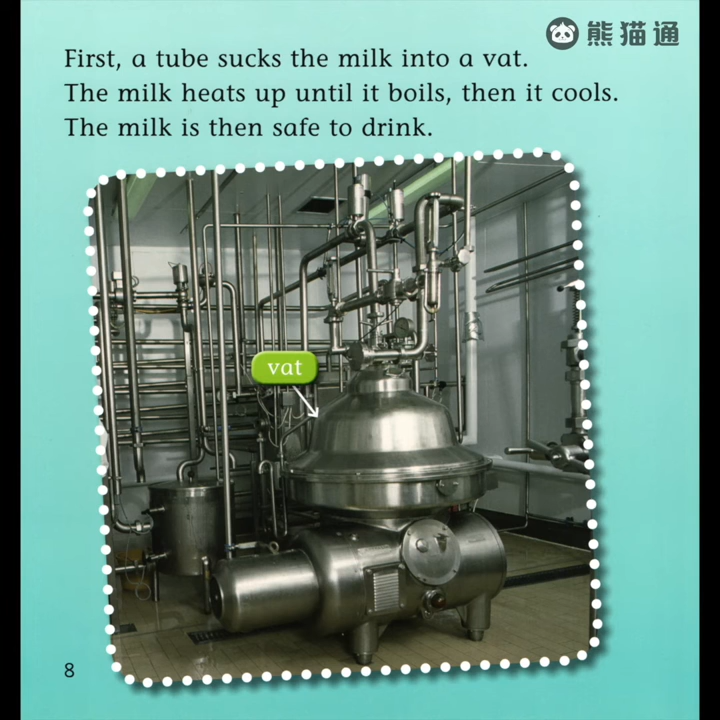 熊猫通
First, a tube sucks the milk into a vat.
The milk heats up until it boils, then it cools.
The milk is then safe to drink.
vat
8